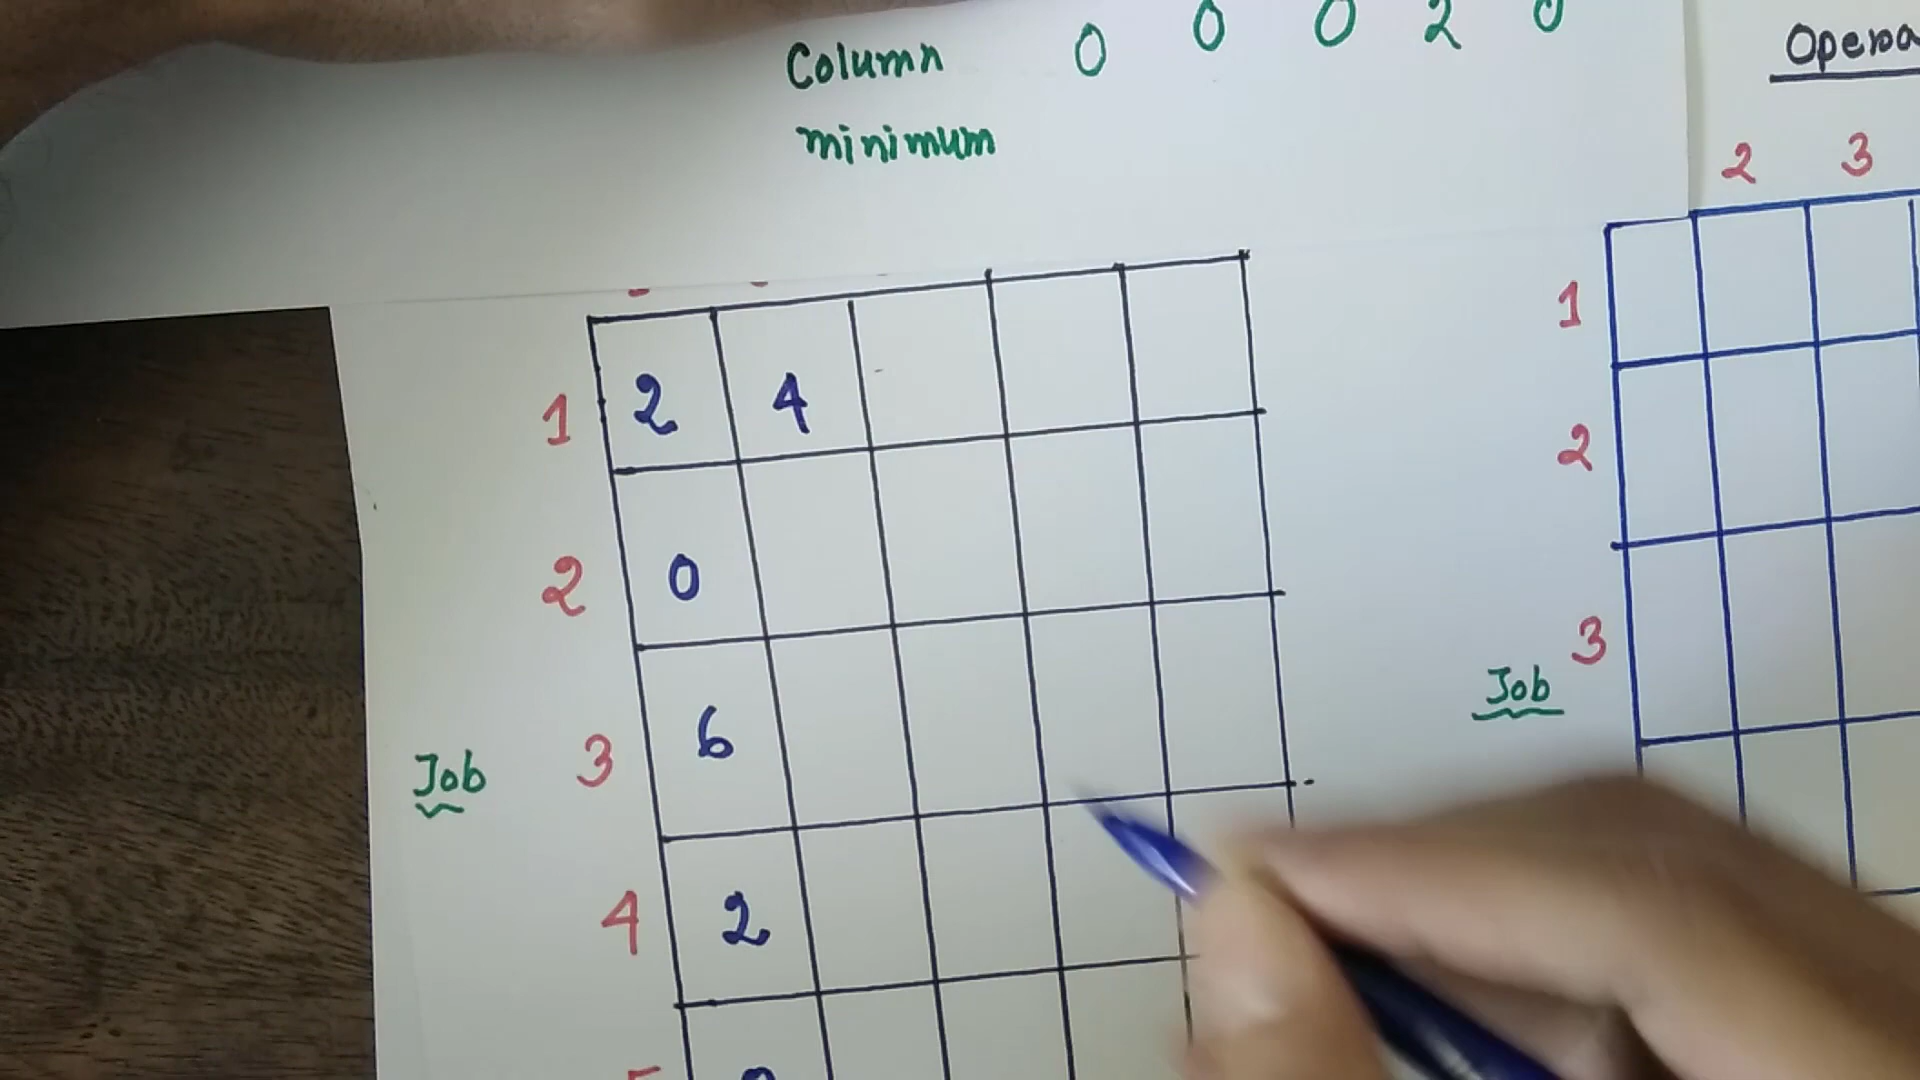 Column 0 0 0 2 0
minimum
2 3
1 2 4
2 0
Job 3 6
4 2
1
2
Job 3